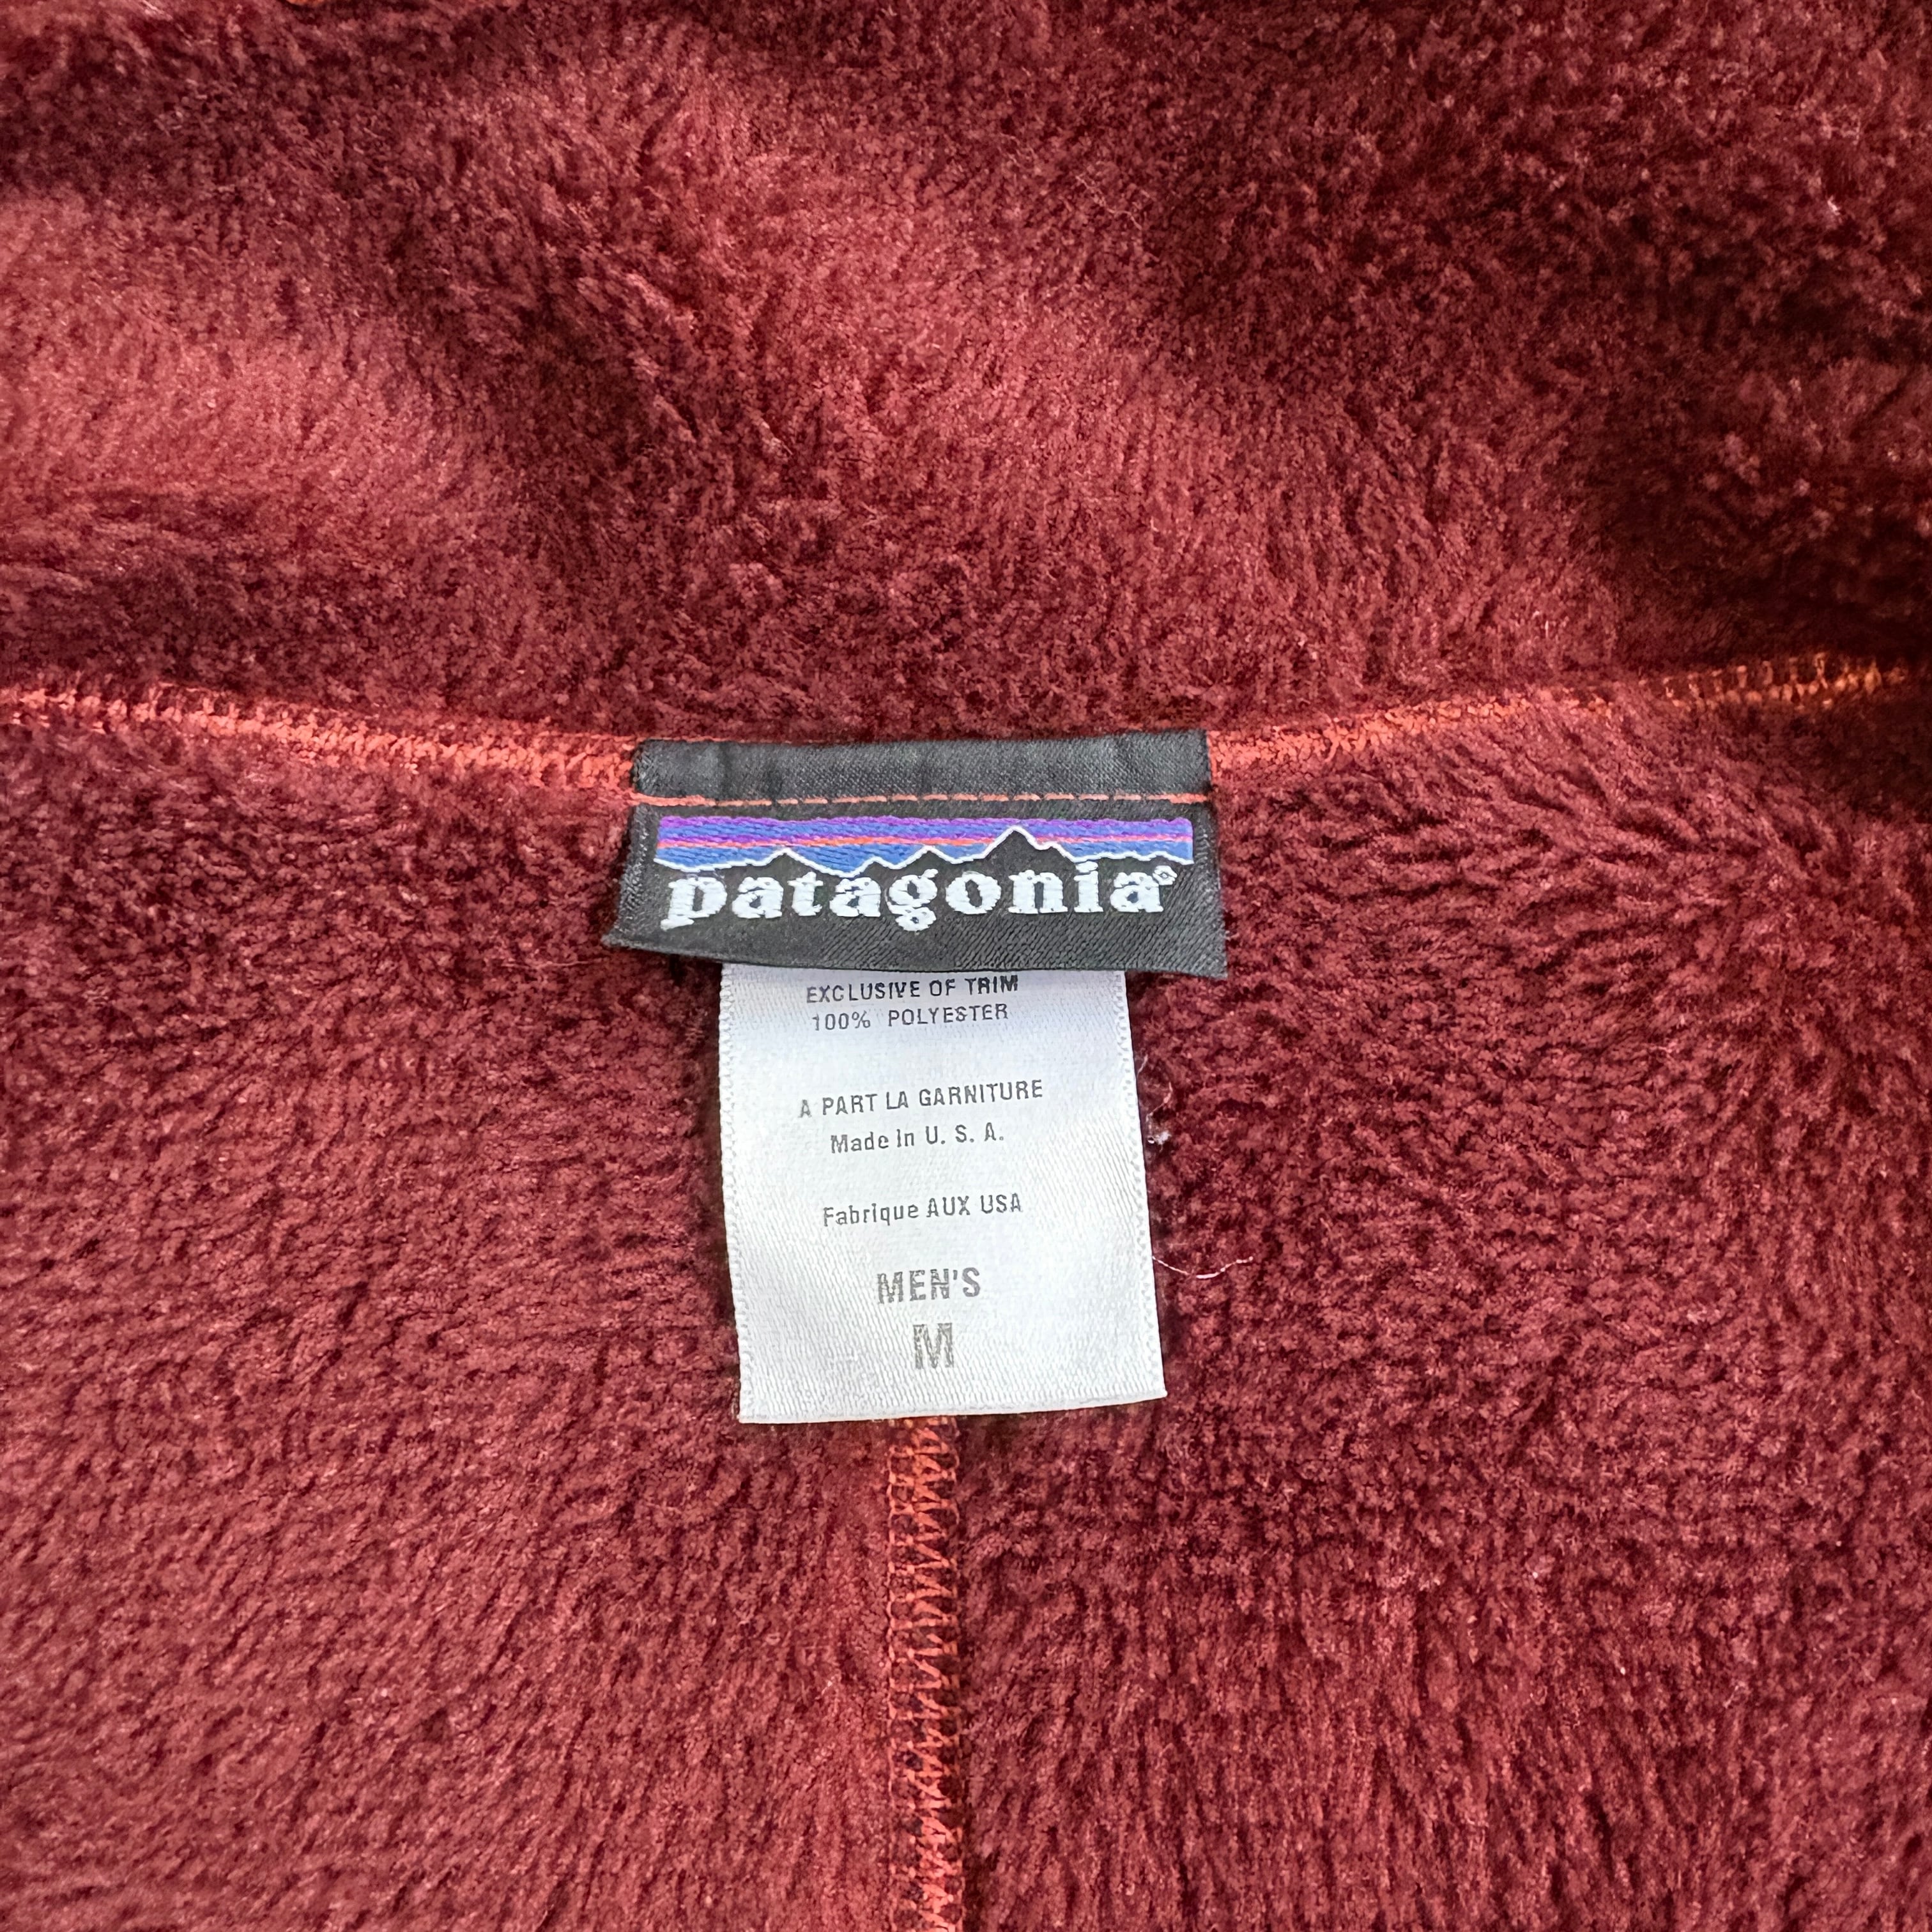 patagonia®
EXCLUSIVE OF TRIM
100% POLYESTER
A PART LA GARNITURE
Made In U. S. A.
Fabrique AUX USA
MEN'S
M